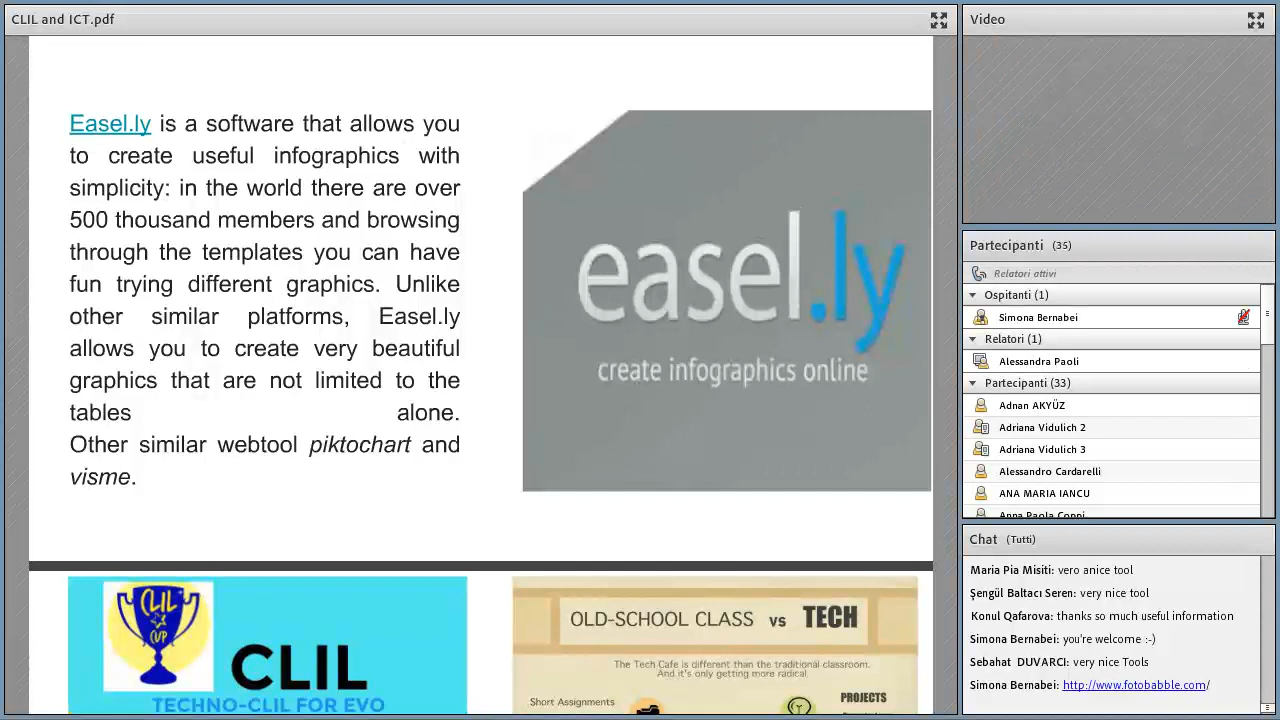 CLIL and ICT.pdf
Easel.ly is a software that allows you
to create useful infographics with
simplicity: in the world there are over
500 thousand members and browsing
through the templates you can have
fun trying different graphics. Unlike
other similar platforms, Easel.ly
allows you to create very beautiful
graphics that are not limited to the
tables alone.
Other similar webtool piktochart and
visme.
easel.ly
create infographics online
CLIL
CUP
CLIL
TECHNO-CLIL FOR EVO
OLD-SCHOOL CLASS vs TECH
The Tech Cafe is different than the traditional classroom.
And it's only getting more radical
Short Assignments
PROJECTS
Video
Partecipanti (35)
Relatori attivi
Ospitanti (1)
Simona Bernabei
Relatori (1)
Alessandra Paoli
Partecipanti (33)
Adnan AKYÜZ
Adriana Vidulich 2
Adriana Vidulich 3
Alessandro Cardarelli
ANA MARIA IANCU
Anna Paola Coppi
Chat (Tutti)
Maria Pia Misiti: vero anice tool
Şengül Baltacı Seren: very nice tool
Konul Qafarova: thanks so much useful information
Simona Bernabei: you're welcome :-)
Sebahat DUVARCI: very nice Tools
Simona Bernabei: http://www.fotobabble.com/